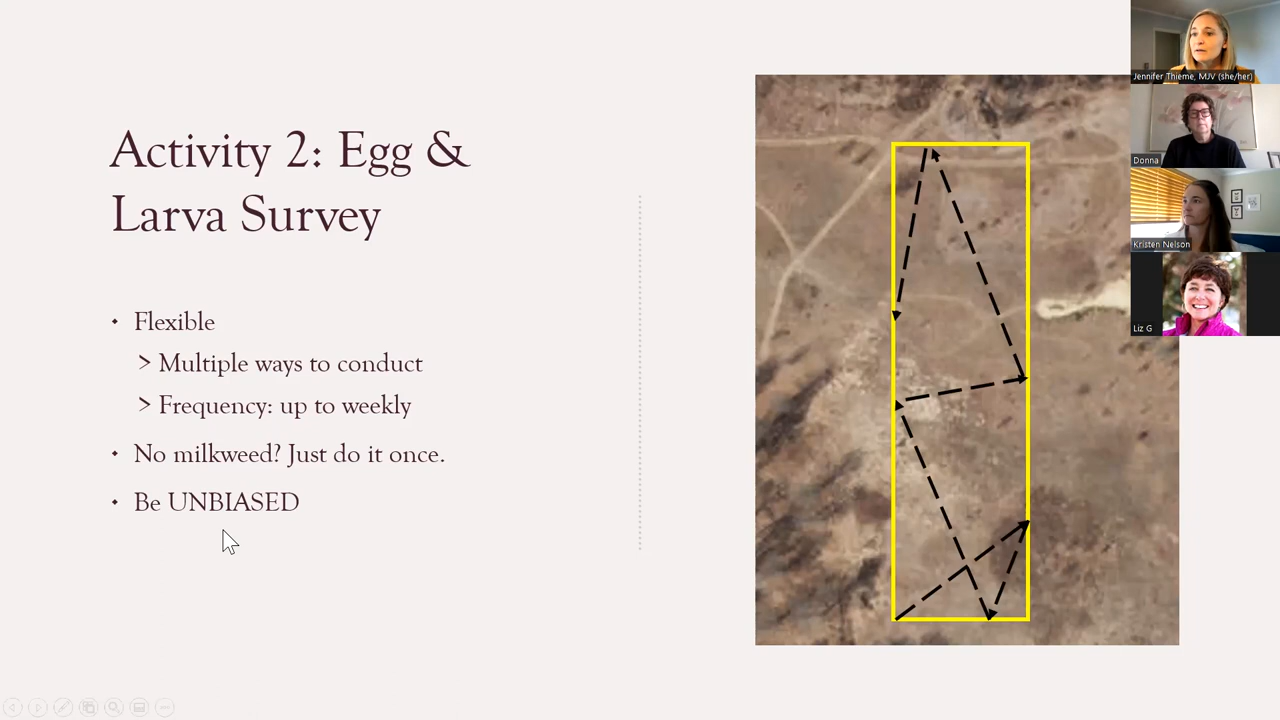 Activity 2: Egg &
Larva Survey
• Flexible
> Multiple ways to conduct
> Frequency: up to weekly
• No milkweed? Just do it once.
• Be UNBIASED
Jennifer Thieme, MJV (she/her)
Donna
Kristen Nelson
Liz G